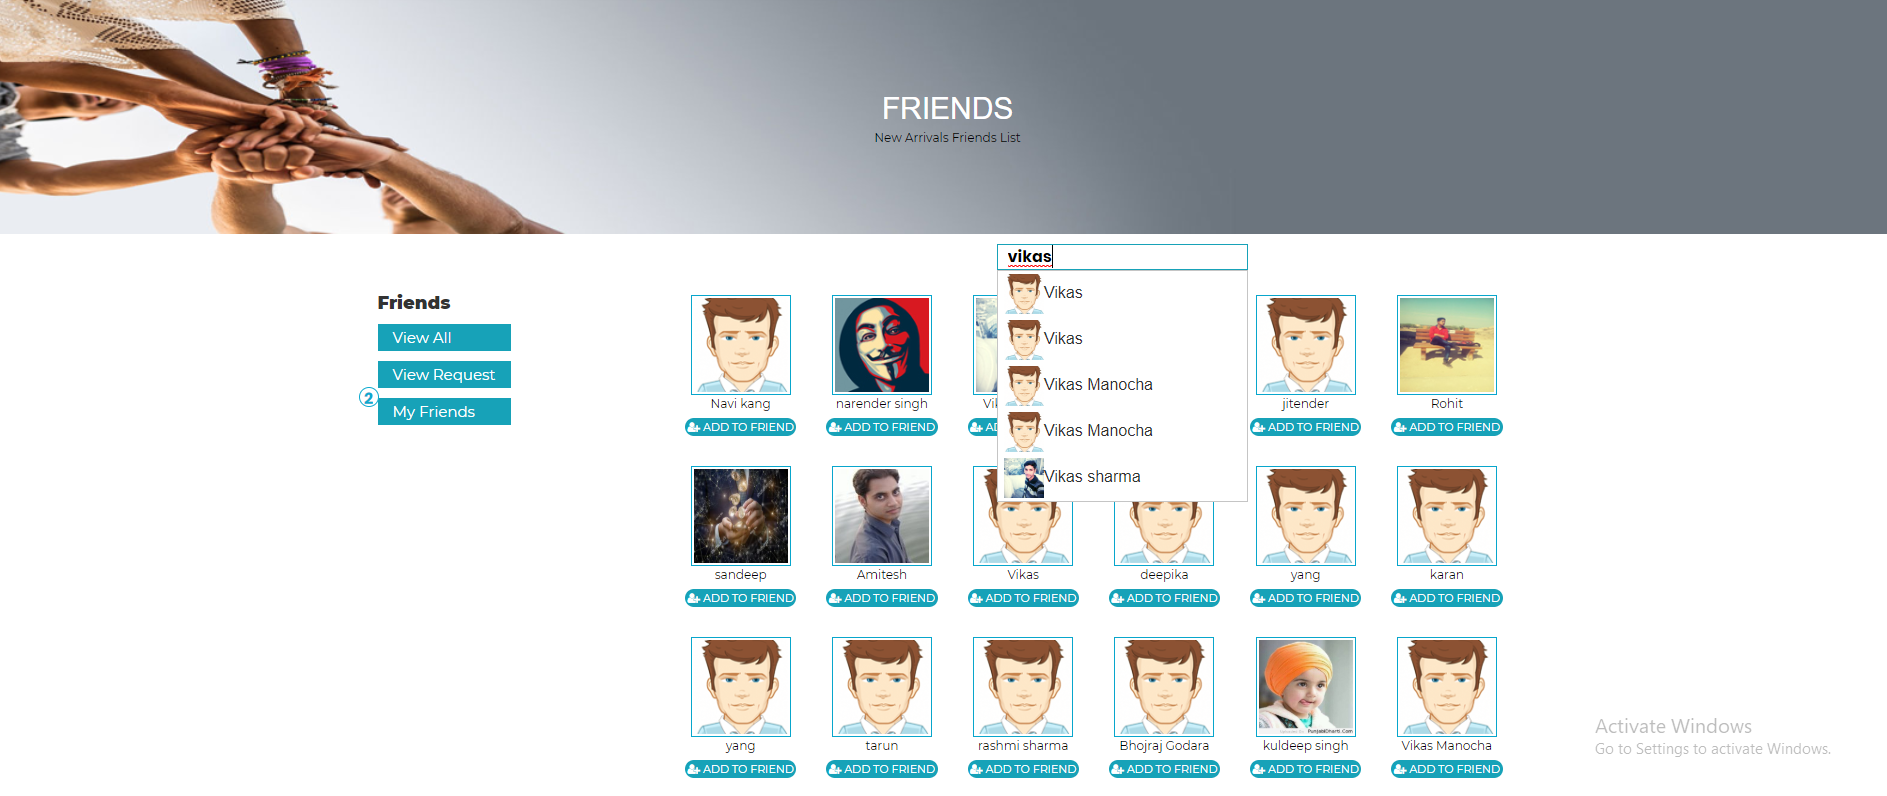 FRIENDS
New Arrivals Friends List
vikas
Vikas
Vikas
Vikas Manocha
Vikas Manocha
Vikas sharma
Friends
View All
View Request
2
My Friends
Navi kang
narender singh
jitender
Rohit
ADD TO FRIEND
ADD TO FRIEND
ADD TO FRIEND
ADD TO FRIEND
sandeep
Amitesh
Vikas
deepika
yang
karan
ADD TO FRIEND
ADD TO FRIEND
ADD TO FRIEND
ADD TO FRIEND
ADD TO FRIEND
ADD TO FRIEND
PunjabiDharti.Com
yang
tarun
rashmi sharma
Bhojraj Godara
kuldeep singh
Vikas Manocha
ADD TO FRIEND
ADD TO FRIEND
ADD TO FRIEND
ADD TO FRIEND
ADD TO FRIEND
ADD TO FRIEND
Activate Windows
Go to Settings to activate Windows.